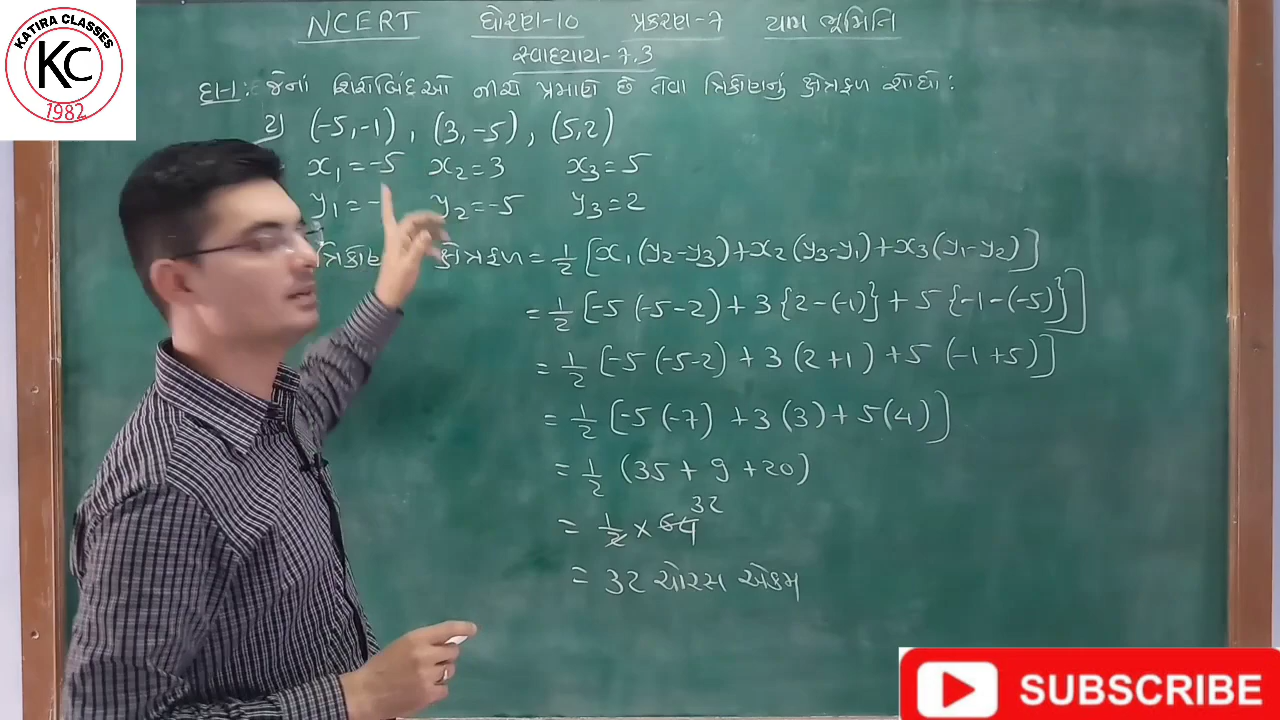 KATIRA CLASSES
KC
1982
NCERT ધોરણ-10 પ્રકરણ-7 યામ ભૂમિતિ
સ્વાધ્યાય-7.3
દા-1: જેનાં શિરોબિંદુઓ નીચે પ્રમાણે છે તેવા ત્રિકોણનું ક્ષેત્રફળ શોધો:
૨) (-5,-1), (3,-5), (5,2)
x₁=-5 x₂=3 x₃=5
y₁=- y₂=-5 y₃=2
ક્ષેત્રફળ = 1/2 [x₁(y₂-y₃)+x₂(y₃-y₁)+x₃(y₁-y₂)]
= 1/2 [-5(-5-2) + 3{2-(-1)} + 5{-1-(-5)}]
= 1/2 [-5(-5-2) + 3(2+1) +5 (-1+5)]
= 1/2 [-5(-7) +3(3)+5(4)]
= 1/2 (35 + 9 +20)
= 1/2 × 64 32
= 32 ચોરસ એકમ
SUBSCRIBE